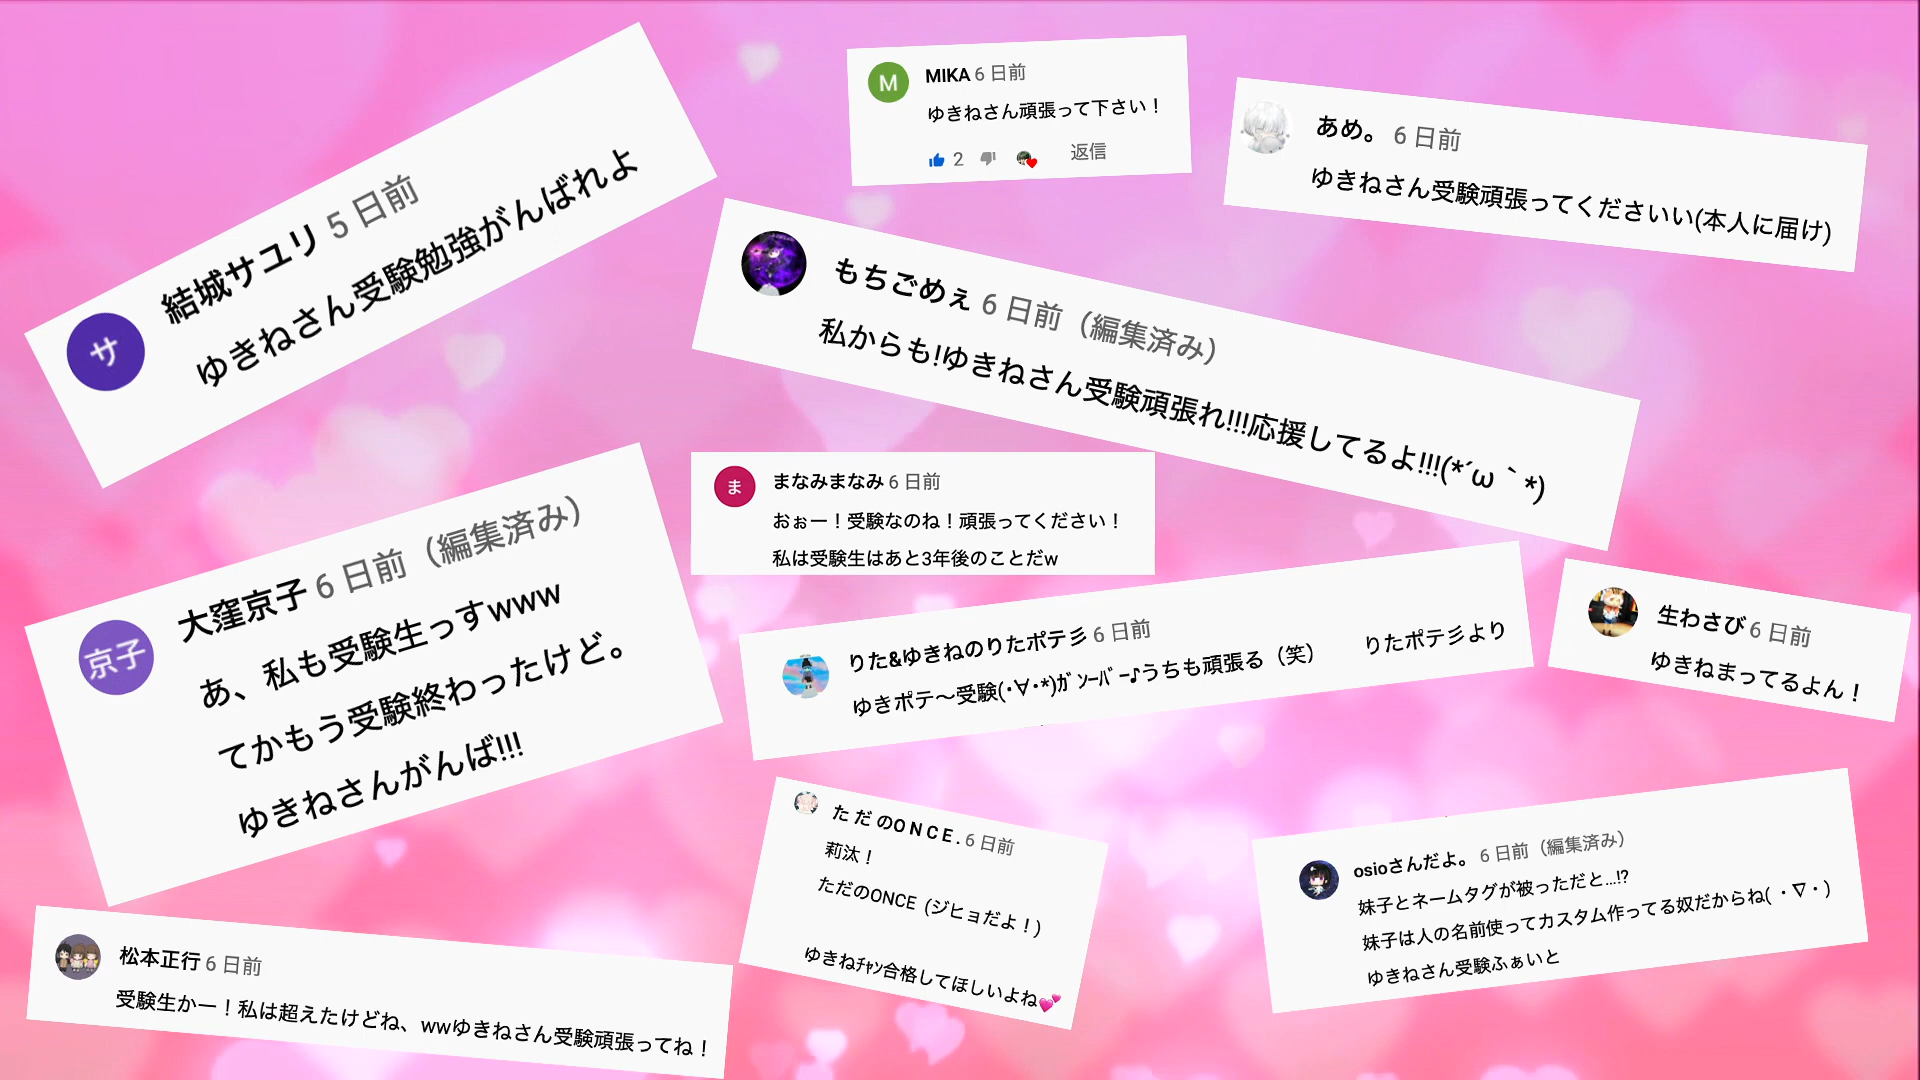 サ
結城サユリ 5 日前
ゆきねさん受験勉強がんばれよ
M
MIKA 6 日前
ゆきねさん頑張って下さい！
2
返信
あめ。 6 日前
ゆきねさん受験頑張ってくださいい(本人に届け)
もちごめぇ 6 日前（編集済み）
私からも!ゆきねさん受験頑張れ!!!応援してるよ!!!(*´ω｀*)
京子
大窪京子 6 日前（編集済み）
あ、私も受験生っすwww
てかもう受験終わったけど。
ゆきねさんがんば!!!
ま
まなみまなみ 6 日前
おぉー！受験なのね！頑張ってください！
私は受験生はあと3年後のことだw
りた&ゆきねのりたポテ彡 6 日前
ゆきポテ〜受験(･∀･*)ｶﾞﾝｰﾊﾞｰ♪うちも頑張る（笑）　　りたポテ彡より
生わさび 6 日前
ゆきねまってるよん！
た だ のO N C E . 6 日前
莉汰！
ただのONCE（ジヒョだよ！)
ゆきねﾁｬﾝ合格してほしいよね💕
osioさんだよ。 6 日前（編集済み）
妹子とネームタグが被っただと...!?
妹子は人の名前使ってカスタム作ってる奴だからね( ・∇・)
ゆきねさん受験ふぁいと
松本正行 6 日前
受験生かー！私は超えたけどね、wwゆきねさん受験頑張ってね！